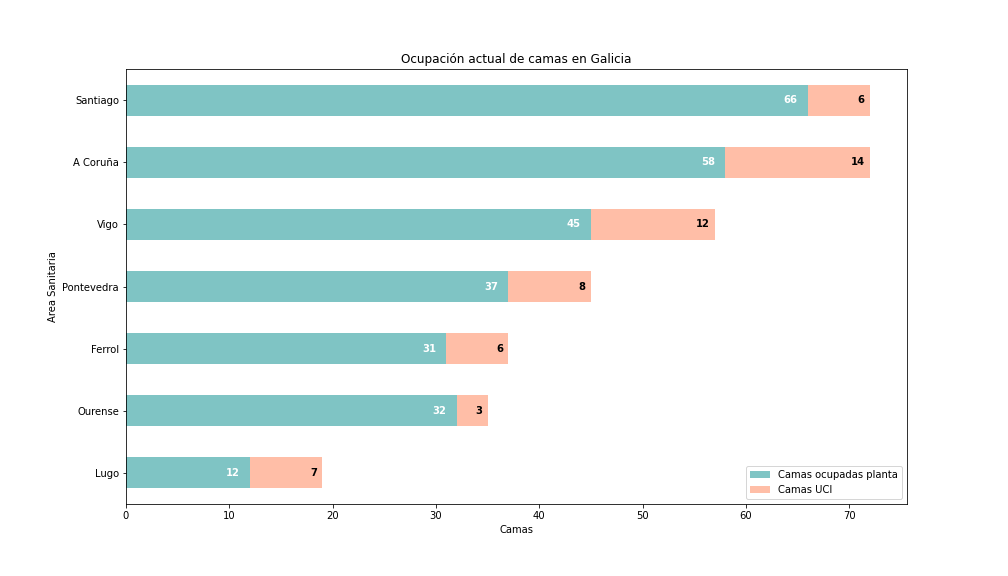 Ocupación actual de camas en Galicia
Santiago 66 6
A Coruña 58 14
Vigo 45 12
Area Sanitaria
Pontevedra 37 8
Ferrol 31 6
Ourense 32 3
Lugo 12 7
Camas ocupadas planta
Camas UCI
0 10 20 30 40 50 60 70
Camas